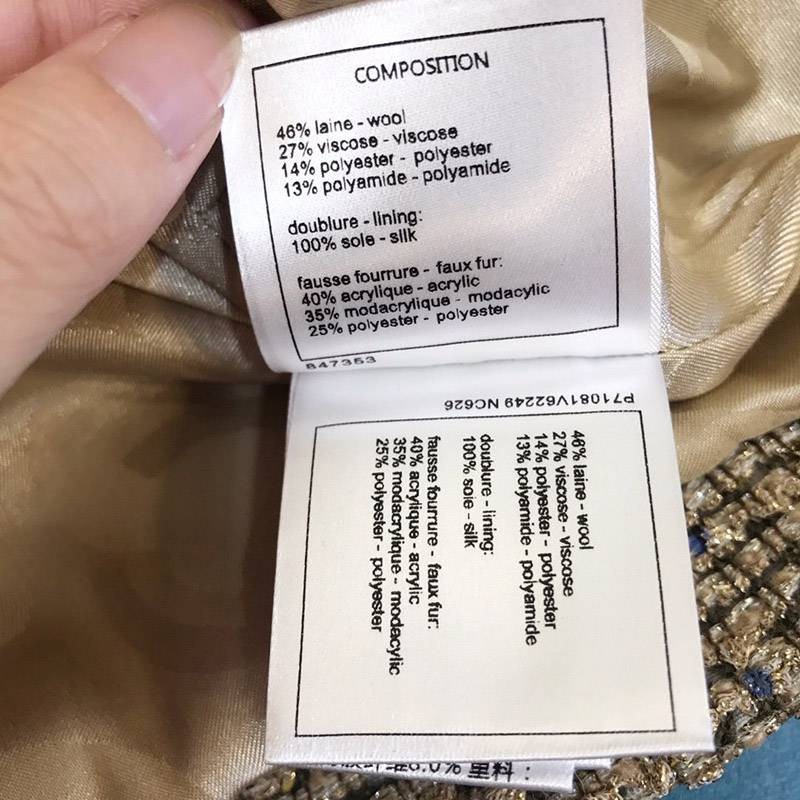 COMPOSITION
46% laine - wool
27% viscose - viscose
14% polyester - polyester
13% polyamide - polyamide
doublure - lining:
100% soie - silk
fausse fourrure - faux fur:
40% acrylique - acrylic
35% modacrylique - modacylic
25% polyester - polyester
847353
P71081V62249 NC626
46% laine - wool
27% viscose - viscose
14% polyester - polyester
13% polyamide - polyamide
doublure - lining:
100% soie - silk
fausse fourrure - faux fur:
40% acrylique - acrylic
35% modacrylique - modacylic
25% polyester - polyester
里料：